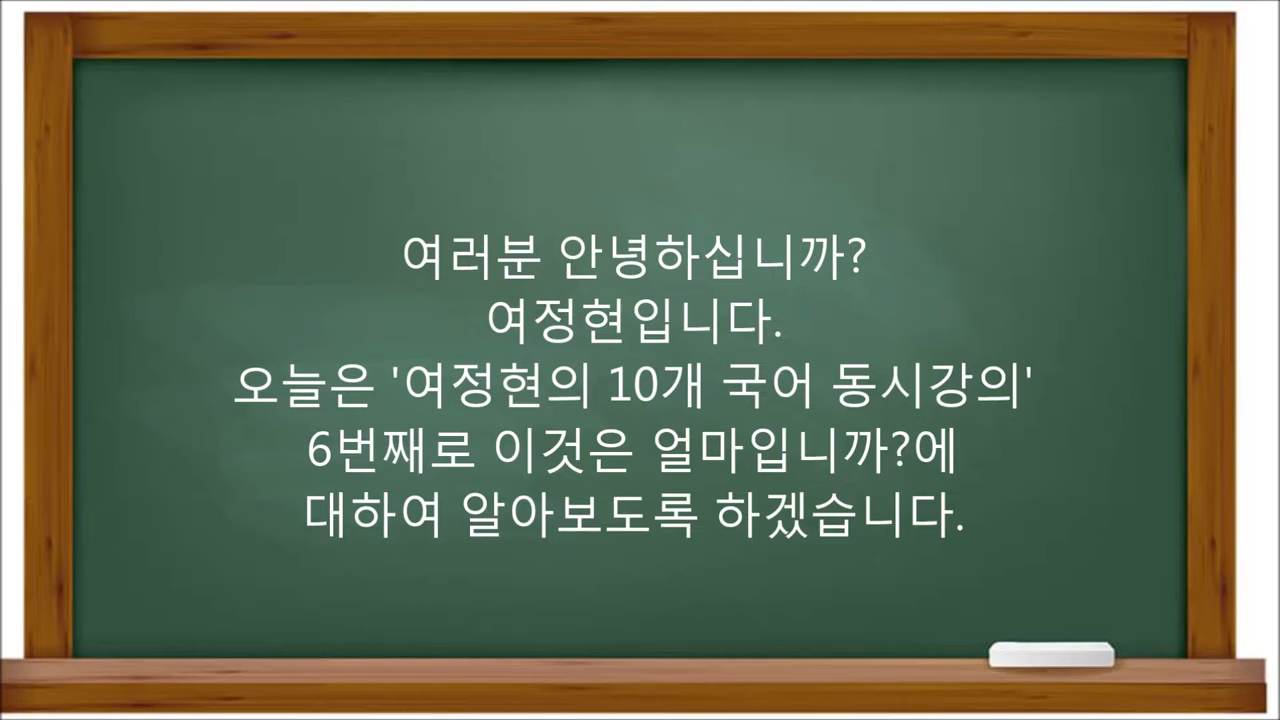 여러분 안녕하십니까?
여정현입니다.
오늘은 '여정현의 10개 국어 동시강의'
6번째로 이것은 얼마입니까?에
대하여 알아보도록 하겠습니다.